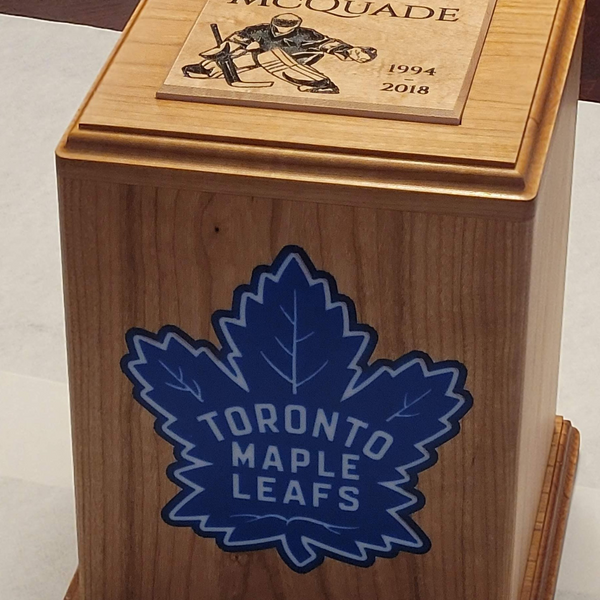 McQUADE
1994
-
2018
TORONTO
MAPLE
LEAFS